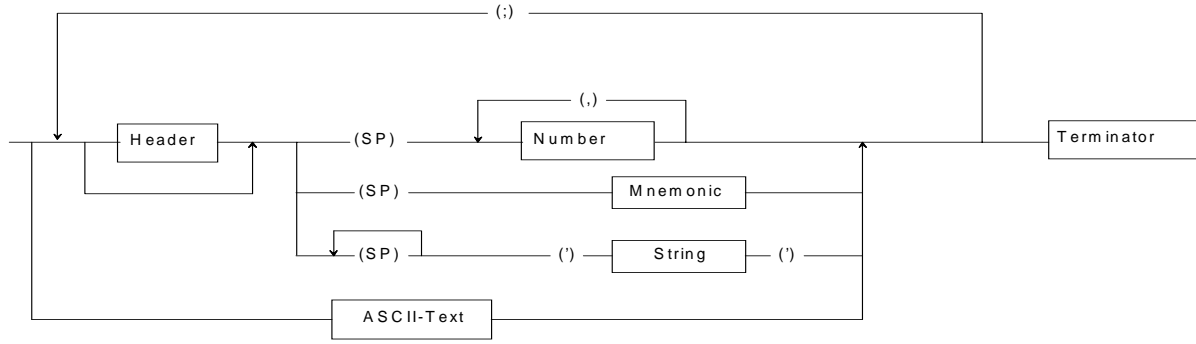 (;)
(,)
Header (SP) Number Terminator
(SP) Mnemonic
(SP) (') String (')
ASCII-Text